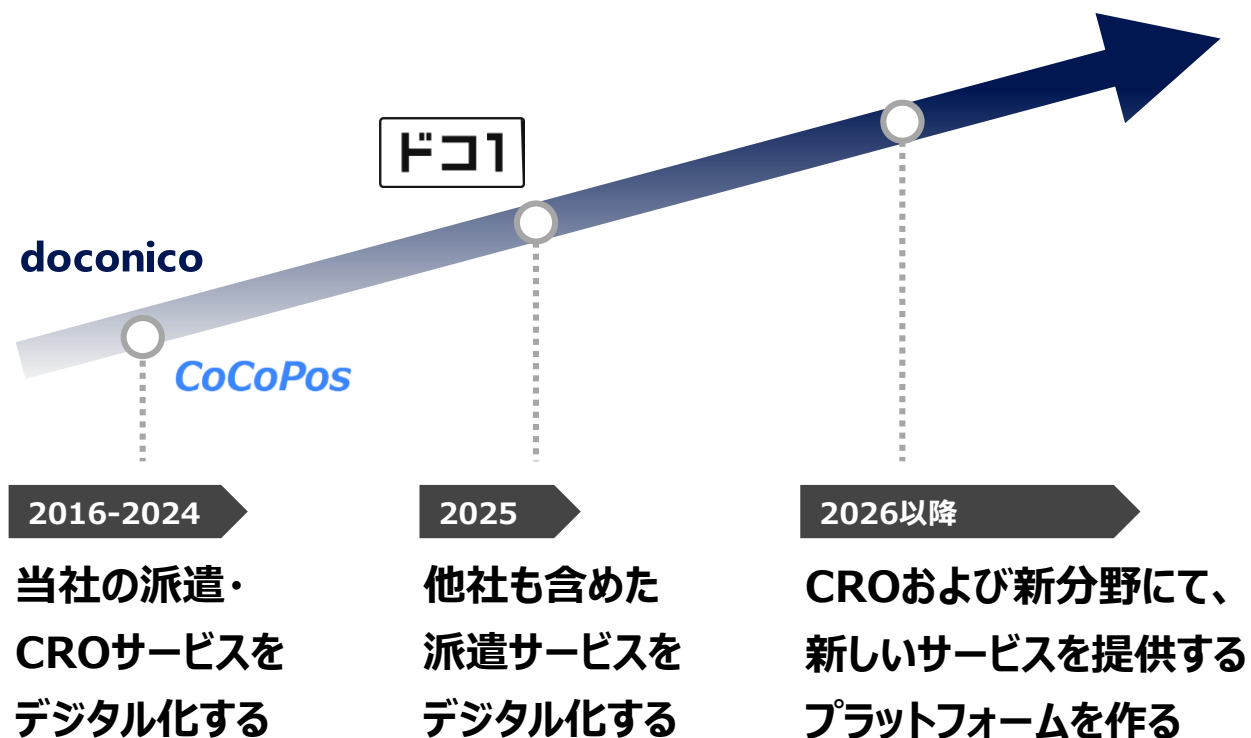 ドコ1
doconico
CoCoPos
2016-2024
当社の派遣・
CROサービスを
デジタル化する
2025
他社も含めた
派遣サービスを
デジタル化する
2026以降
CROおよび新分野にて、
新しいサービスを提供する
プラットフォームを作る